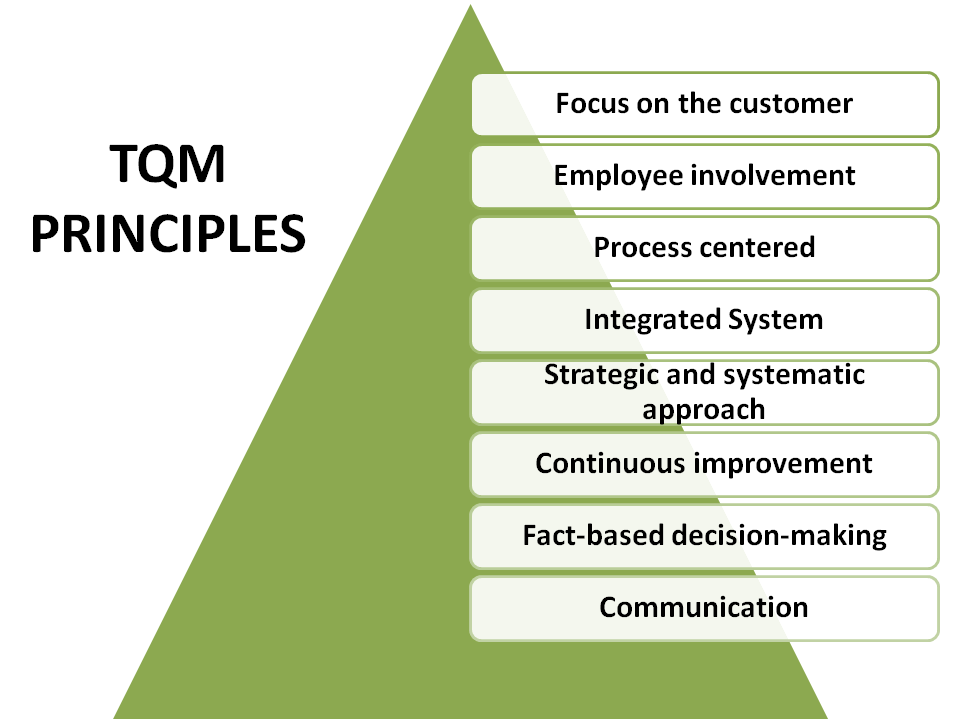 TQM
PRINCIPLES
Focus on the customer
Employee involvement
Process centered
Integrated System
Strategic and systematic
approach
Continuous improvement
Fact-based decision-making
Communication